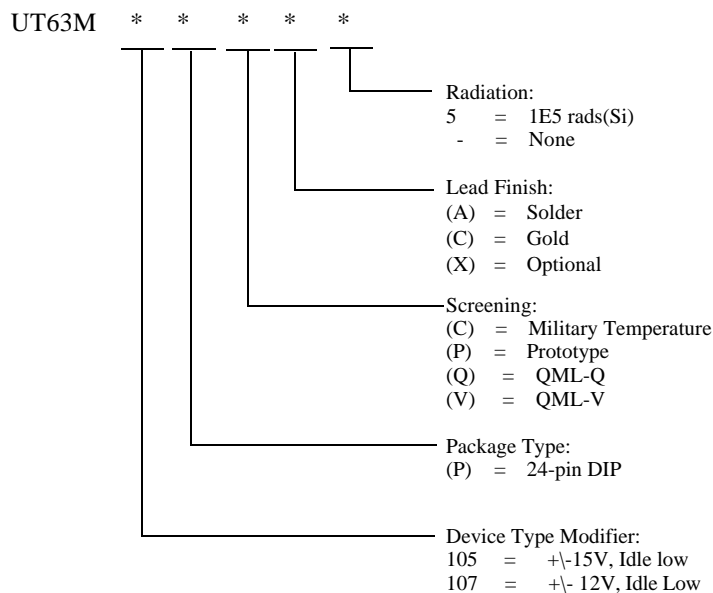 UT63M * * * * *
Radiation:
5 = 1E5 rads(Si)
- = None
Lead Finish:
(A) = Solder
(C) = Gold
(X) = Optional
Screening:
(C) = Military Temperature
(P) = Prototype
(Q) = QML-Q
(V) = QML-V
Package Type:
(P) = 24-pin DIP
Device Type Modifier:
105 = +\-15V, Idle low
107 = +\- 12V, Idle Low